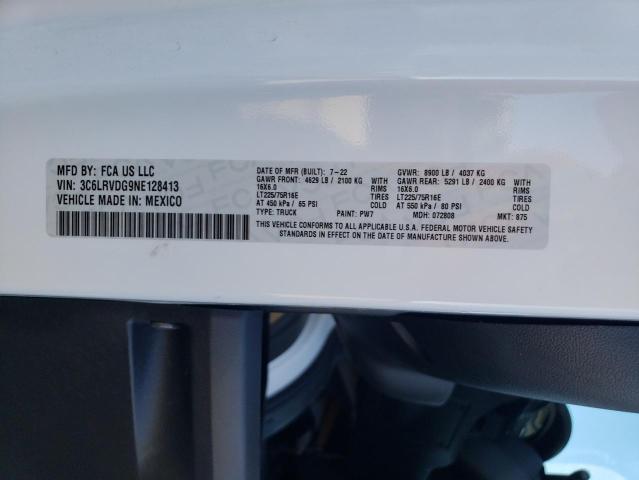 MFD BY: FCA US LLC
VIN: 3C6LRVDG9NE128413
VEHICLE MADE IN: MEXICO
DATE OF MFR (BUILT): 7-22
GAWR FRONT: 4629 LB / 2100 KG
16X6.0 RIM
LT225/75R16E TIRES
AT 450 kPa / 65 PSI COLD
TYPE: TRUCK PAINT: PW7
GVWR: 8900 LB / 4037 KG
GAWR REAR: 5291 LB / 2400 KG
16X6.0 RIM
LT225/75R16E TIRES
AT 550 kPa / 80 PSI COLD
MDH: 072808 MKT: 875
THIS VEHICLE CONFORMS TO ALL APPLICABLE U.S.A. FEDERAL MOTOR VEHICLE SAFETY
STANDARDS IN EFFECT ON THE DATE OF MANUFACTURE SHOWN ABOVE.